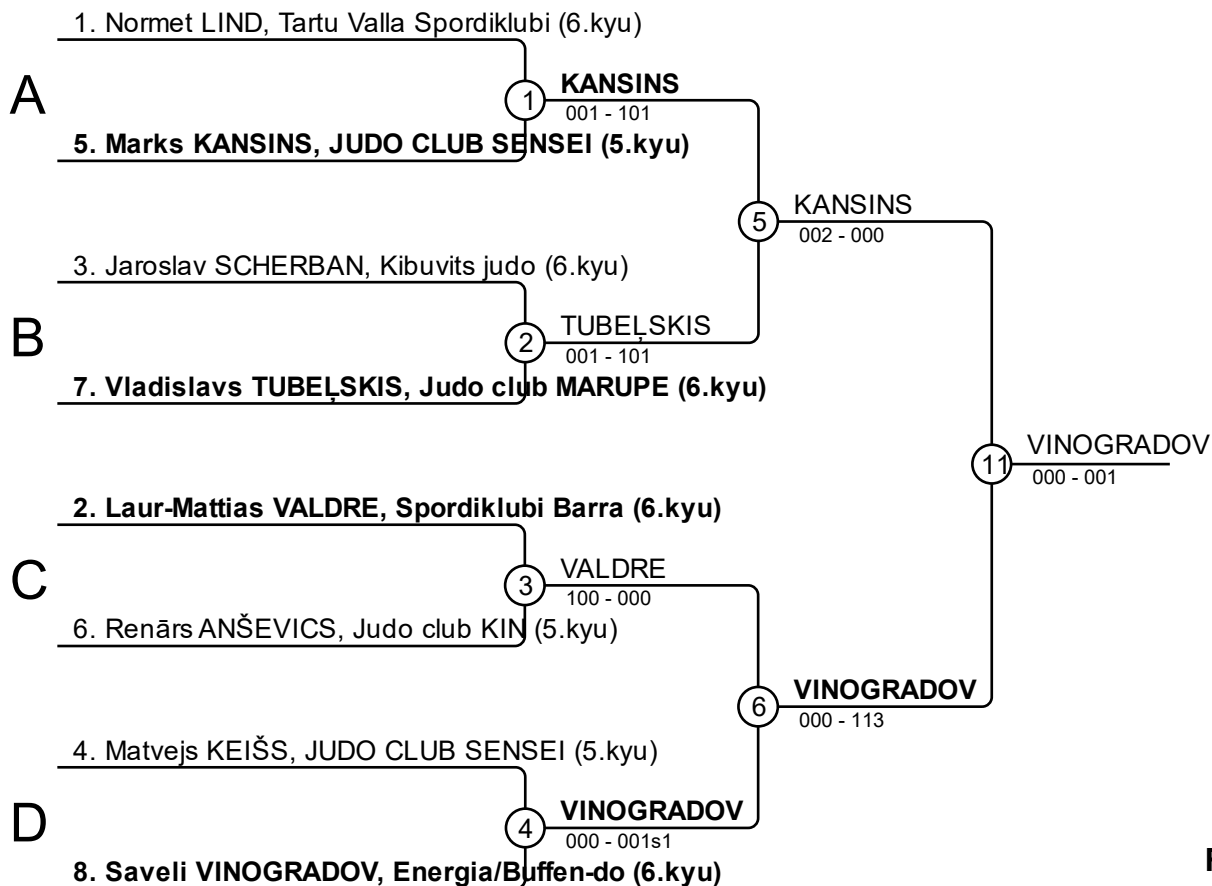 1. Normet LIND, Tartu Valla Spordiklubi (6.kyu)
A
1
KANSINS
001 - 101
5. Marks KANSINS, JUDO CLUB SENSEI (5.kyu)
5
KANSINS
002 - 000
3. Jaroslav SCHERBAN, Kibuvits judo (6.kyu)
B
2
TUBEĻSKIS
001 - 101
7. Vladislavs TUBEĻSKIS, Judo club MARUPE (6.kyu)
11
VINOGRADOV
000 - 001
2. Laur-Mattias VALDRE, Spordiklubi Barra (6.kyu)
C
3
VALDRE
100 - 000
6. Renārs ANŠEVICS, Judo club KIN (5.kyu)
6
VINOGRADOV
000 - 113
4. Matvejs KEIŠS, JUDO CLUB SENSEI (5.kyu)
D
4
VINOGRADOV
000 - 001s1
8. Saveli VINOGRADOV, Energia/Buffen-do (6.kyu)